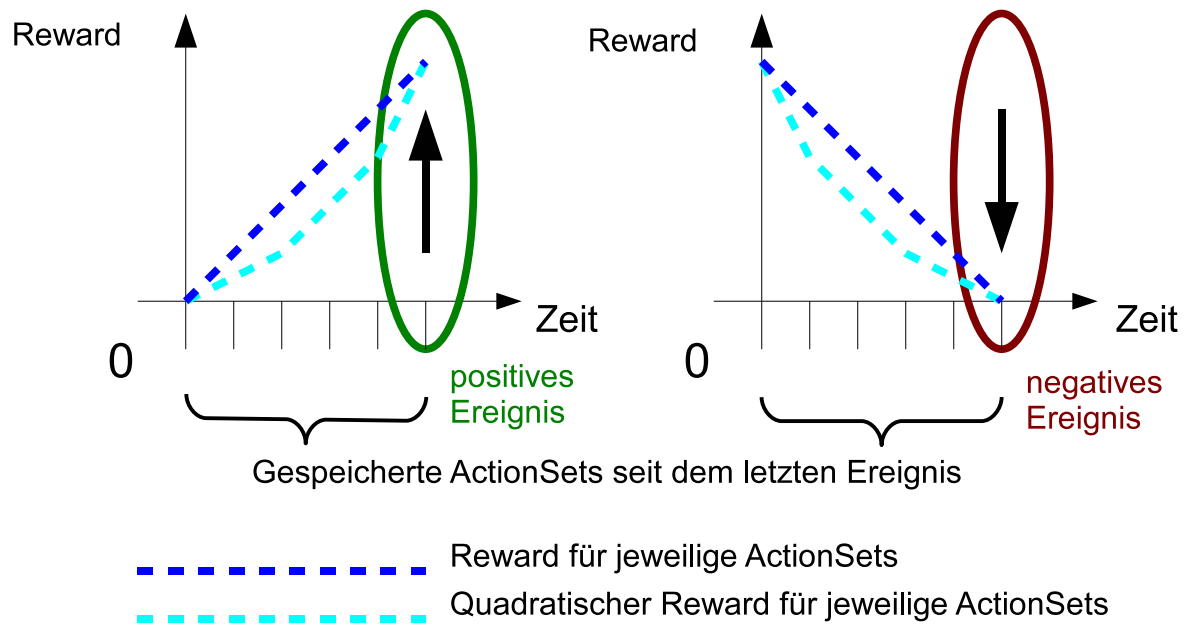 Reward
Zeit
0
positives
Ereignis
Reward
Zeit
0
negatives
Ereignis
Gespeicherte ActionSets seit dem letzten Ereignis
Reward für jeweilige ActionSets
Quadratischer Reward für jeweilige ActionSets